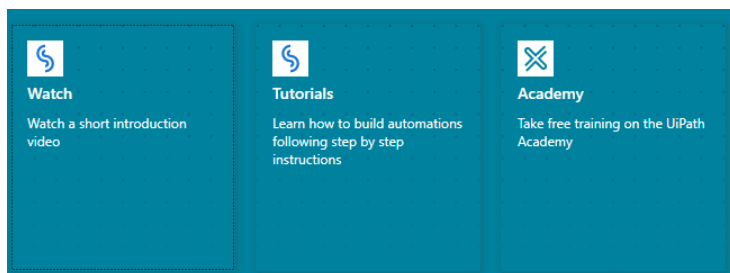 Watch
Watch a short introduction
video
Tutorials
Learn how to build automations
following step by step
instructions
Academy
Take free training on the UiPath
Academy